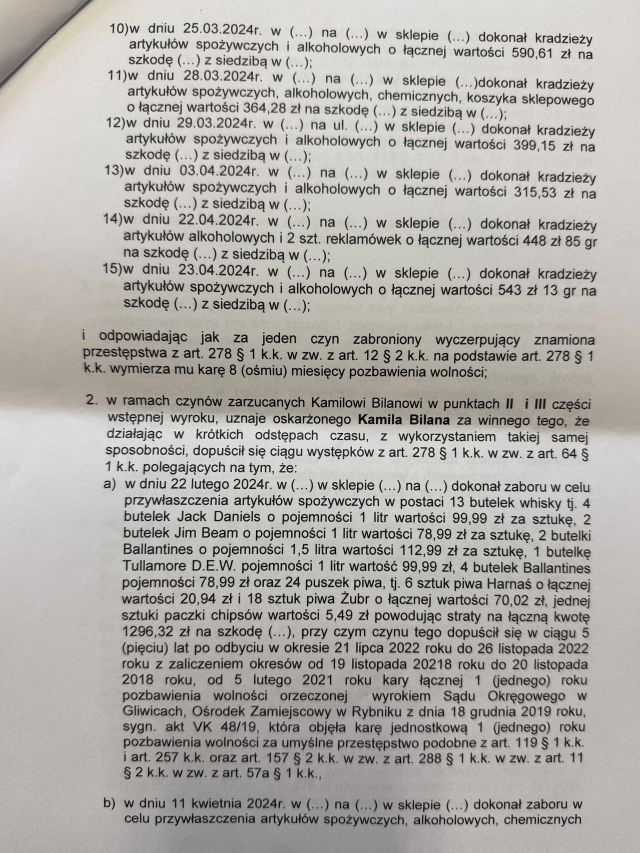 10)w dniu 25.03.2024r. w (...) na (...) w sklepie (...) dokonał kradzieży
artykułów spożywczych i alkoholowych o łącznej wartości 590,61 zł na
szkodę (...) z siedzibą w (...);
11)w dniu 28.03.2024r. w (...) na (...) w sklepie (...)dokonał kradzieży
artykułów spożywczych, alkoholowych, chemicznych, koszyka sklepowego
o łącznej wartości 364,28 zł na szkodę (...) z siedzibą w (...);
12)w dniu 29.03.2024r. w (...) na ul. (...) w sklepie (...) dokonał kradzieży
artykułów spożywczych i alkoholowych o łącznej wartości 399,15 zł na
szkodę (...) z siedzibą w (...);
13)w dniu 03.04.2024r. w (...) na (...) w sklepie (...) dokonał kradzieży
artykułów spożywczych i alkoholowych o łącznej wartości 315,53 zł na
szkodę (...) z siedzibą w (...);
14)w dniu 22.04.2024r. w (...) na (...) w sklepie (...) dokonał kradzieży
artykułów alkoholowych i 2 szt. reklamówek o łącznej wartości 448 zł 85 gr
na szkodę (...) z siedzibą w (...);
15)w dniu 23.04.2024r. w (...) na (...) w sklepie (...) dokonał kradzieży
artykułów spożywczych i alkoholowych o łącznej wartości 543 zł 13 gr na
szkodę (...) z siedzibą w (...);
i odpowiadając jak za jeden czyn zabroniony wyczerpujący znamiona
przestępstwa z art. 278 § 1 k.k. w zw. z art. 12 § 2 k.k. na podstawie art. 278 § 1
k.k. wymierza mu karę 8 (ośmiu) miesięcy pozbawienia wolności;
2. w ramach czynów zarzucanych Kamilowi Bilanowi w punktach II i III części
wstępnej wyroku, uznaje oskarżonego Kamila Bilana za winnego tego, że
działając w krótkich odstępach czasu, z wykorzystaniem takiej samej
sposobności, dopuścił się ciągu występków z art. 278 § 1 k.k. w zw. z art. 64 §
1 k.k. polegających na tym, że:
a) w dniu 22 lutego 2024r. w (...) w sklepie (...) na (...) dokonał zaboru w celu
przywłaszczenia artykułów spożywczych w postaci 13 butelek whisky tj. 4
butelek Jack Daniels o pojemności 1 litr wartości 99,99 zł za sztukę, 2
butelek Jim Beam o pojemności 1 litr wartości 78,99 zł za sztukę, 2 butelki
Ballantines o pojemności 1,5 litra wartości 112,99 zł za sztukę, 1 butelkę
Tullamore D.E.W. pojemności 1 litr wartość 99,99 zł, 4 butelek Ballantines
pojemności 78,99 zł oraz 24 puszek piwa, tj. 6 sztuk piwa Harnaś o łącznej
wartości 20,94 zł i 18 sztuk piwa Żubr o łącznej wartości 70,02 zł, jednej
sztuki paczki chipsów wartości 5,49 zł powodując straty na łączną kwotę
1296,32 zł na szkodę (...), przy czym czynu tego dopuścił się w ciągu 5
(pięciu) lat po odbyciu w okresie 21 lipca 2022 roku do 26 listopada 2022
roku z zaliczeniem okresów od 19 listopada 20218 roku do 20 listopada
2018 roku, od 5 lutego 2021 roku kary łącznej 1 (jednego) roku
pozbawienia wolności orzeczonej wyrokiem Sądu Okręgowego w
Gliwicach, Ośrodek Zamiejscowy w Rybniku z dnia 18 grudnia 2019 roku,
sygn. akt VK 48/19, która objęła karę jednostkową 1 (jednego) roku
pozbawienia wolności za umyślne przestępstwo podobne z art. 119 § 1 k.k.
i art. 257 k.k. oraz art. 157 § 2 k.k. w zw. z art. 288 § 1 k.k. w zw. z art. 11
§ 2 k.k. w zw. z art. 57a § 1 k.k.,
b) w dniu 11 kwietnia 2024r. w (...) na (...) w sklepie (...) dokonał zaboru w
celu przywłaszczenia artykułów spożywczych, alkoholowych, chemicznych